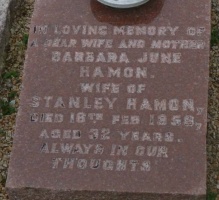 IN LOVING MEMORY OF
A DEAR WIFE AND MOTHER
BARBARA JUNE
HAMON.
WIFE OF
STANLEY HAMON,
DIED 18TH FEB. 1958,
AGED 32 YEARS.
ALWAYS IN OUR
THOUGHTS